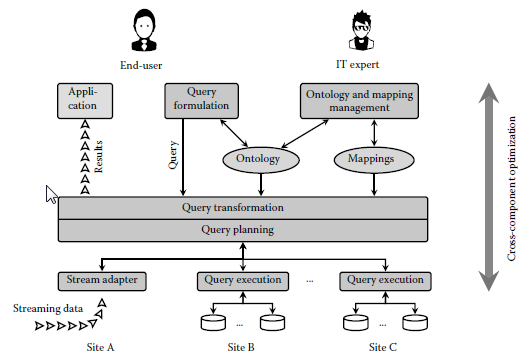 End-user
IT expert
Appli-
cation
Query
formulation
Ontology and mapping
management
Results
Query
Ontology
Mappings
Cross-component optimization
Query transformation
Query planning
Stream adapter
Query execution
...
Query execution
Streaming data
...
...
Site A
Site B
Site C